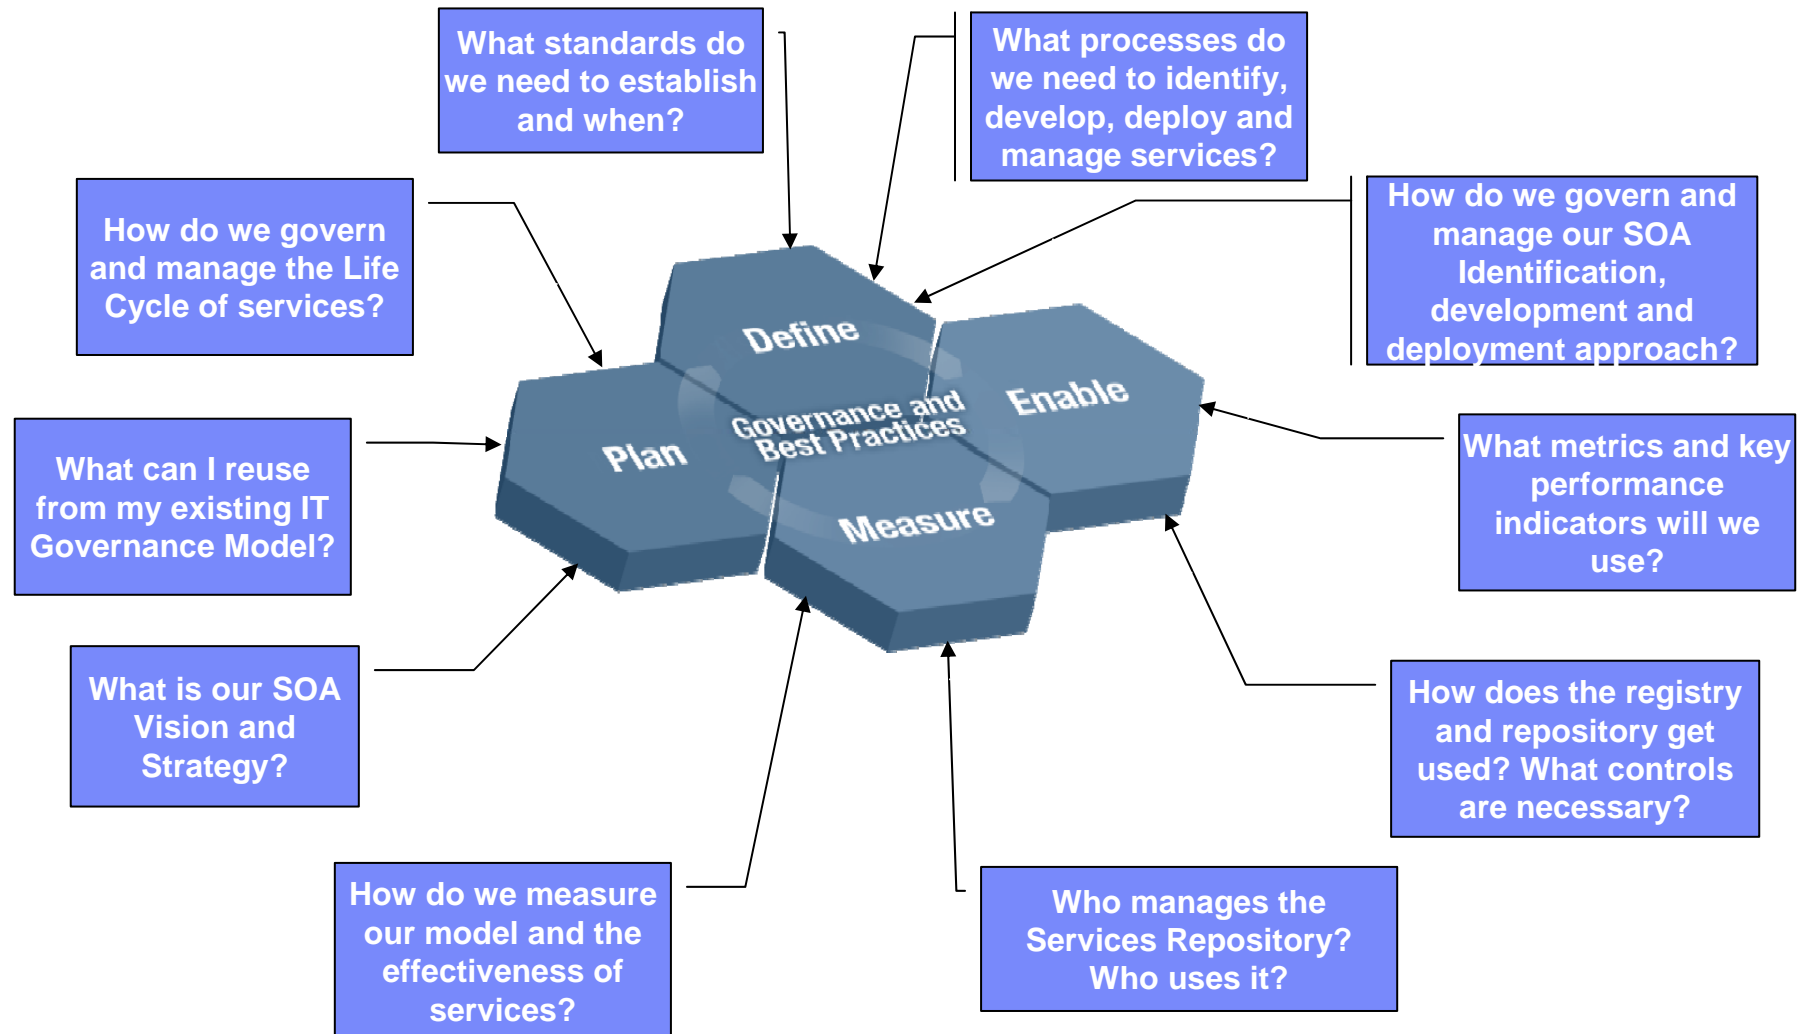 What standards do
we need to establish
and when?
What processes do
we need to identify,
develop, deploy and
manage services?
How do we govern
and manage the Life
Cycle of services?
How do we govern and
manage our SOA
Identification,
development and
deployment approach?
Define
Enable
Governance and
Best Practices
Plan
Measure
What can I reuse
from my existing IT
Governance Model?
What metrics and key
performance
indicators will we
use?
What is our SOA
Vision and
Strategy?
How does the registry
and repository get
used? What controls
are necessary?
How do we measure
our model and the
effectiveness of
services?
Who manages the
Services Repository?
Who uses it?